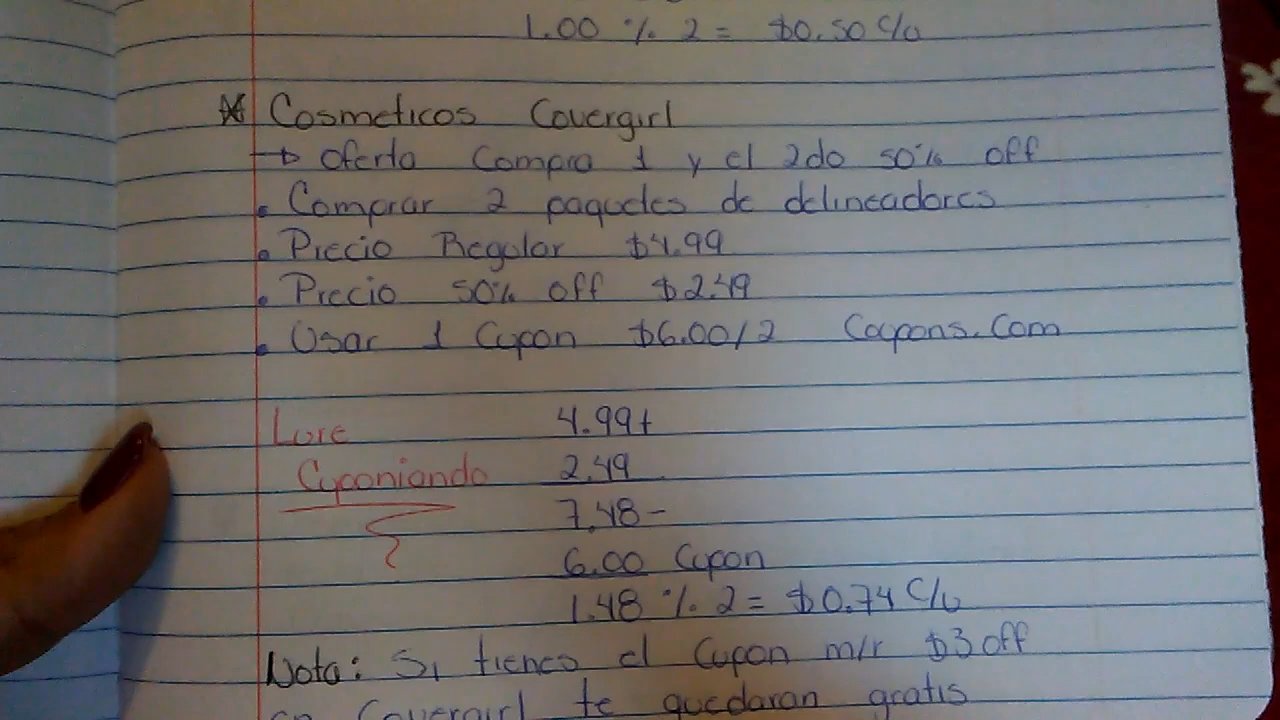 1.00 % 2 = $0.50 c/u
* Cosmeticos Covergirl
→ Oferta Compra 1 y el 2do 50% off
• Comprar 2 paquetes de delineadores
• Precio Regular $4.99
• Precio 50% off $2.49
• Usar 1 Cupon $6.00/2 Coupons.Com
Lore 4.99+
Cuponiando 2.49
7.48-
6.00 Cupon
1.48 % 2 = $0.74 c/u
Nota: Si tienes el Cupon m/r $3 off
en Covergirl te quedaran gratis